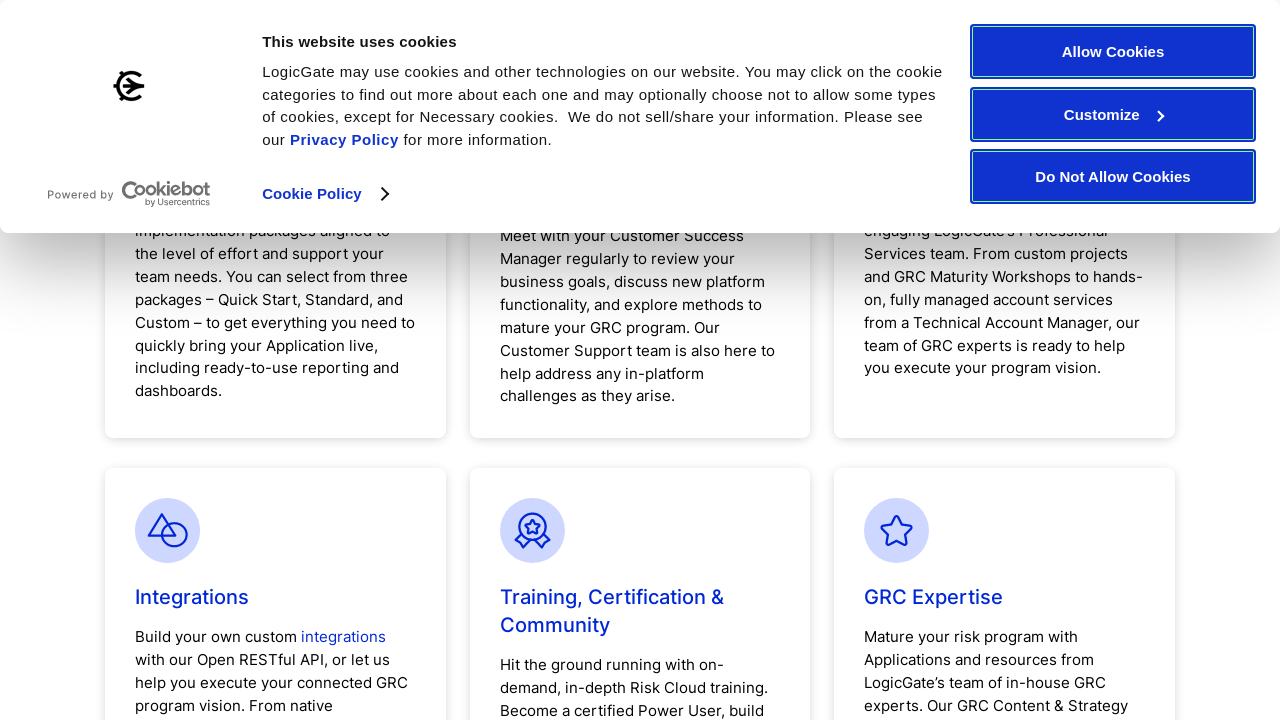 This website uses cookies
LogicGate may use cookies and other technologies on our website. You may click on the cookie
categories to find out more about each one and may optionally choose not to allow some types
of cookies, except for Necessary cookies.  We do not sell/share your information. Please see
our Privacy Policy for more information.
Cookie Policy
Powered by Cookiebot
by Usercentrics
Allow Cookies
Customize
Do Not Allow Cookies
implementation packages aligned to
the level of effort and support your
team needs. You can select from three
packages – Quick Start, Standard, and
Custom – to get everything you need to
quickly bring your Application live,
including ready-to-use reporting and
dashboards.
Meet with your Customer Success
Manager regularly to review your
business goals, discuss new platform
functionality, and explore methods to
mature your GRC program. Our
Customer Support team is also here to
help address any in-platform
challenges as they arise.
engaging LogicGate's Professional
Services team. From custom projects
and GRC Maturity Workshops to hands-
on, fully managed account services
from a Technical Account Manager, our
team of GRC experts is ready to help
you execute your program vision.
Integrations
Build your own custom integrations
with our Open RESTful API, or let us
help you execute your connected GRC
program vision. From native
Training, Certification &
Community
Hit the ground running with on-
demand, in-depth Risk Cloud training.
Become a certified Power User, build
GRC Expertise
Mature your risk program with
Applications and resources from
LogicGate’s team of in-house GRC
experts. Our GRC Content & Strategy